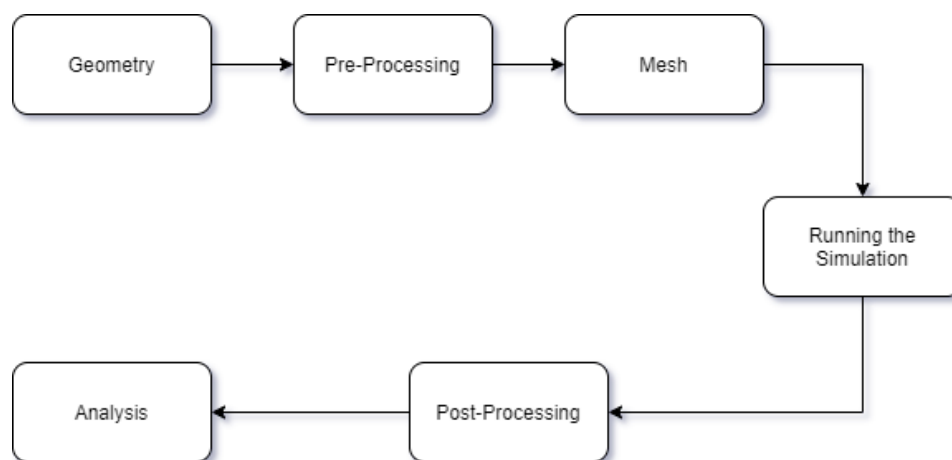 Geometry
Pre-Processing
Mesh
Running the
Simulation
Post-Processing
Analysis